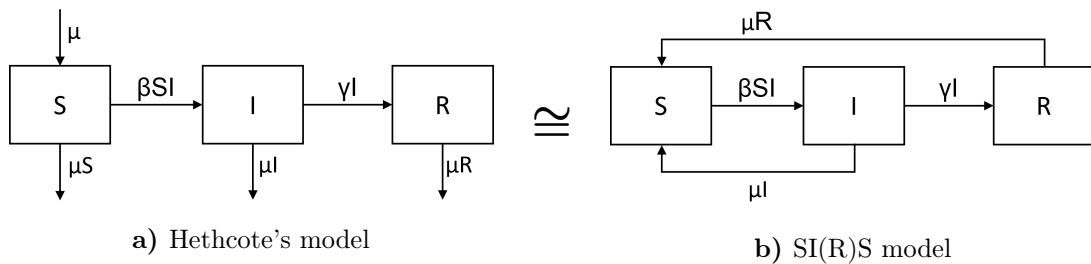 μ
S
βSI
I
γI
R
μS
μI
μR
a) Hethcote's model
≅
μR
S
βSI
I
γI
R
μI
b) SI(R)S model